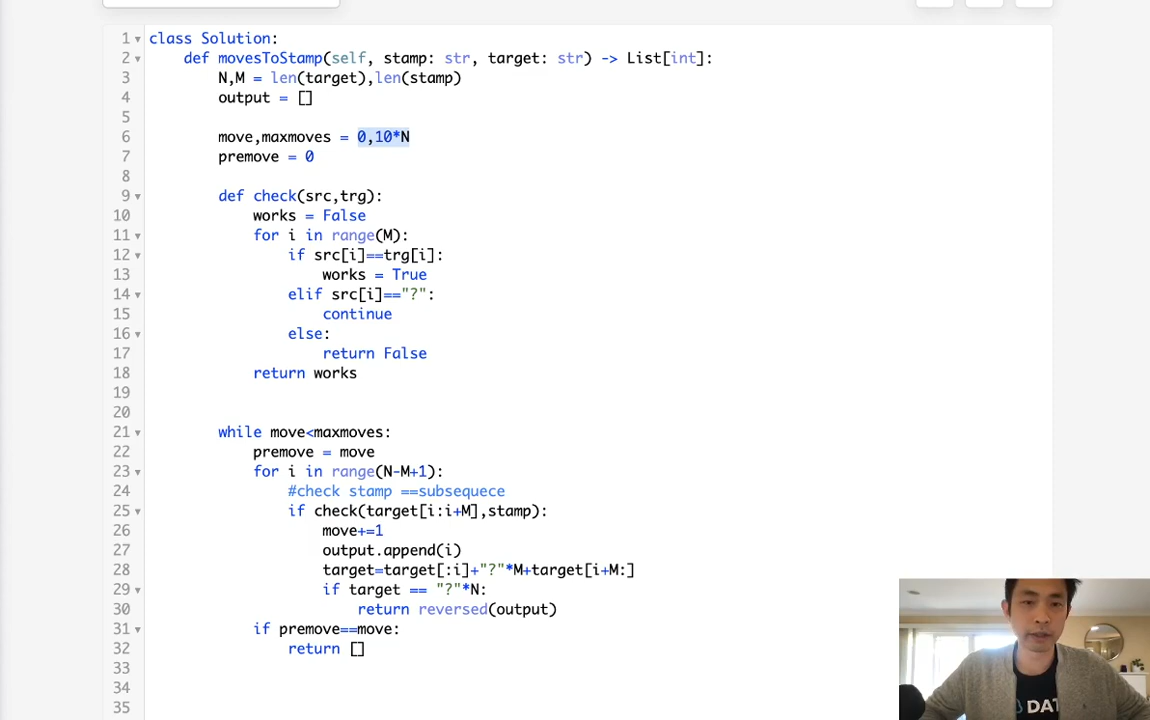 1 class Solution:
2 def movesToStamp(self, stamp: str, target: str) -> List[int]:
3 N,M = len(target),len(stamp)
4 output = []
5
6 move,maxmoves = 0,10*N
7 premove = 0
8
9 def check(src,trg):
10 works = False
11 for i in range(M):
12 if src[i]==trg[i]:
13 works = True
14 elif src[i]=="?":
15 continue
16 else:
17 return False
18 return works
19
20
21 while move<maxmoves:
22 premove = move
23 for i in range(N-M+1):
24 #check stamp ==subsequece
25 if check(target[i:i+M],stamp):
26 move+=1
27 output.append(i)
28 target=target[:i]+"?"*M+target[i+M:]
29 if target == "?"*N:
30 return reversed(output)
31 if premove==move:
32 return []
33
34
35
DAT